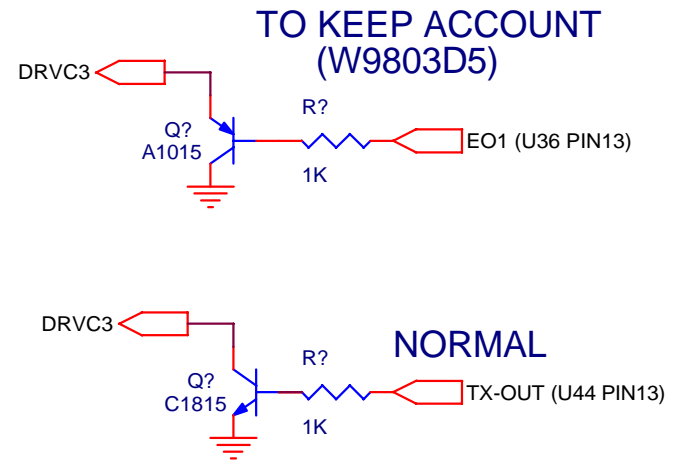 TO KEEP ACCOUNT
(W9803D5)
DRVC3
R?
Q?
A1015
EO1 (U36 PIN13)
1K
DRVC3
NORMAL
R?
Q?
C1815
TX-OUT (U44 PIN13)
1K